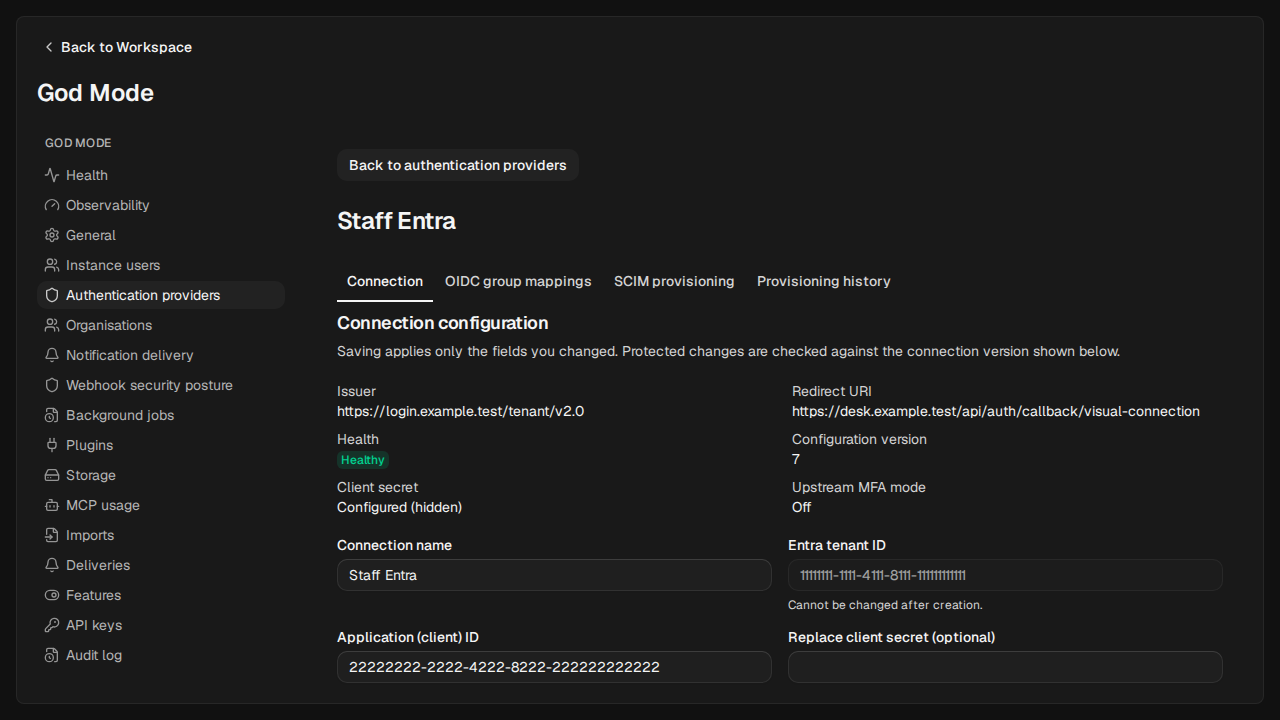 Back to Workspace
God Mode
GOD MODE
Health
Observability
General
Instance users
Authentication providers
Organisations
Notification delivery
Webhook security posture
Background jobs
Plugins
Storage
MCP usage
Imports
Deliveries
Features
API keys
Audit log
Back to authentication providers
Staff Entra
Connection OIDC group mappings SCIM provisioning Provisioning history
Connection configuration
Saving applies only the fields you changed. Protected changes are checked against the connection version shown below.
Issuer
https://login.example.test/tenant/v2.0
Redirect URI
https://desk.example.test/api/auth/callback/visual-connection
Health
Healthy
Configuration version
7
Client secret
Configured (hidden)
Upstream MFA mode
Off
Connection name
Staff Entra
Entra tenant ID
11111111-1111-4111-8111-111111111111
Cannot be changed after creation.
Application (client) ID
22222222-2222-4222-8222-222222222222
Replace client secret (optional)